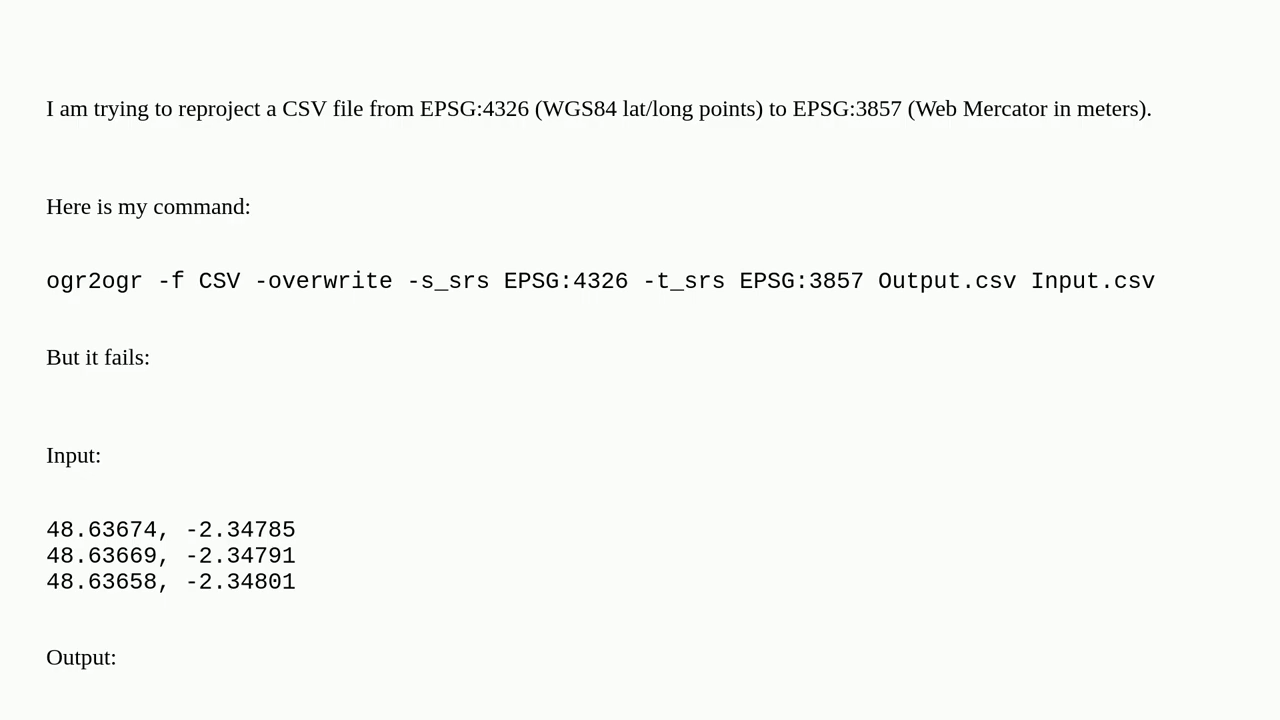 I am trying to reproject a CSV file from EPSG:4326 (WGS84 lat/long points) to EPSG:3857 (Web Mercator in meters).
Here is my command:
ogr2ogr -f CSV -overwrite -s_srs EPSG:4326 -t_srs EPSG:3857 Output.csv Input.csv
But it fails:
Input:
48.63674, -2.34785
48.63669, -2.34791
48.63658, -2.34801
Output: